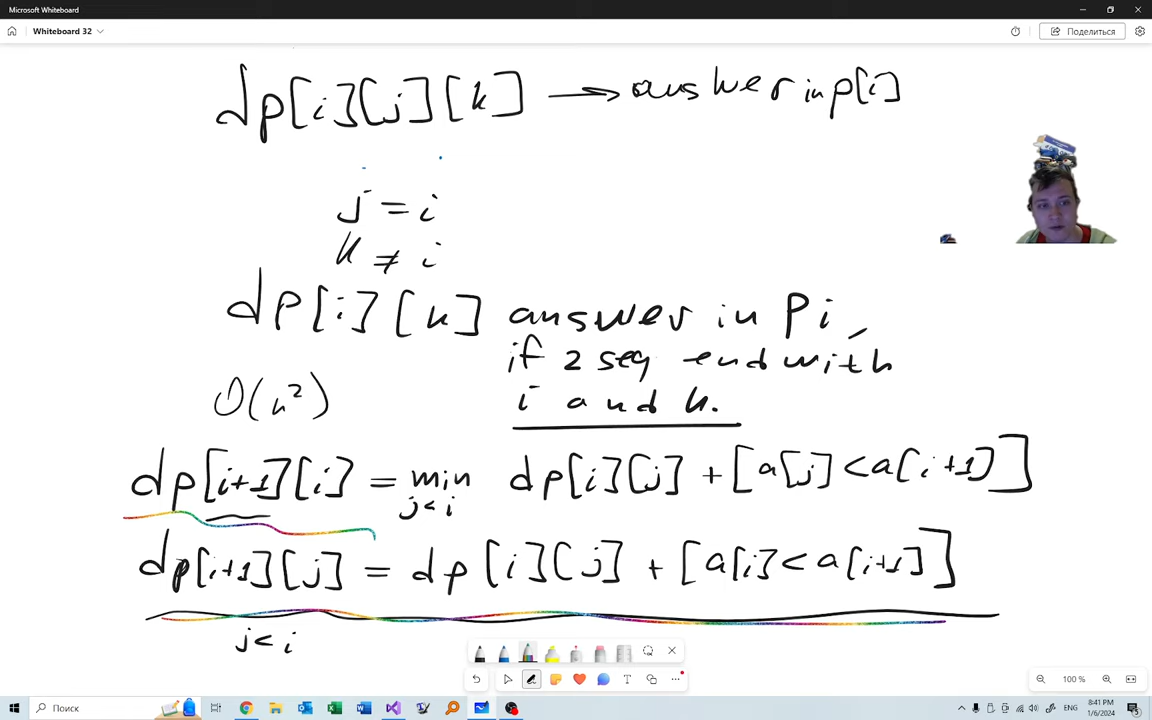 Microsoft Whiteboard
Whiteboard 32
Поделиться
dp[i][j][k] → answer in p[i]
j = i
k ≠ i
dp[i][k] answer in Pi,
if 2 seq end with
i and k.
O(n²)
dp[i+1][i] = min dp[i][j] + [a[j] < a[i+1]]
j < i
dp[i+1][j] = dp[i][j] + [a[i] < a[i+1]]
j < i
100 %
Поиск
ENG
8:41 PM
1/6/2024